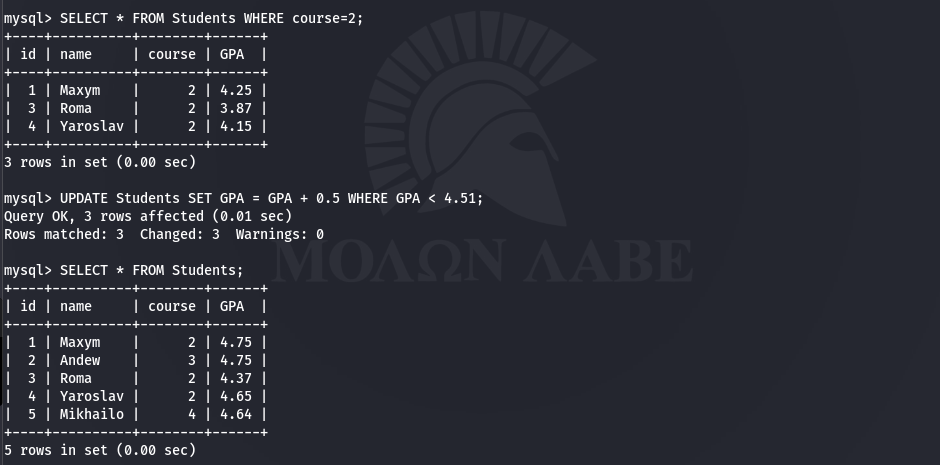 mysql> SELECT * FROM Students WHERE course=2;
+----+----------+--------+------+
| id | name     | course | GPA  |
+----+----------+--------+------+
|  1 | Maxym    |      2 | 4.25 |
|  3 | Roma     |      2 | 3.87 |
|  4 | Yaroslav |      2 | 4.15 |
+----+----------+--------+------+
3 rows in set (0.00 sec)
mysql> UPDATE Students SET GPA = GPA + 0.5 WHERE GPA < 4.51;
Query OK, 3 rows affected (0.01 sec)
Rows matched: 3  Changed: 3  Warnings: 0
mysql> SELECT * FROM Students;
ΜΟΛΩΝ ΛΑΒΕ
+----+----------+--------+------+
| id | name     | course | GPA  |
+----+----------+--------+------+
|  1 | Maxym    |      2 | 4.75 |
|  2 | Andew    |      3 | 4.75 |
|  3 | Roma     |      2 | 4.37 |
|  4 | Yaroslav |      2 | 4.65 |
|  5 | Mikhailo |      4 | 4.64 |
+----+----------+--------+------+
5 rows in set (0.00 sec)